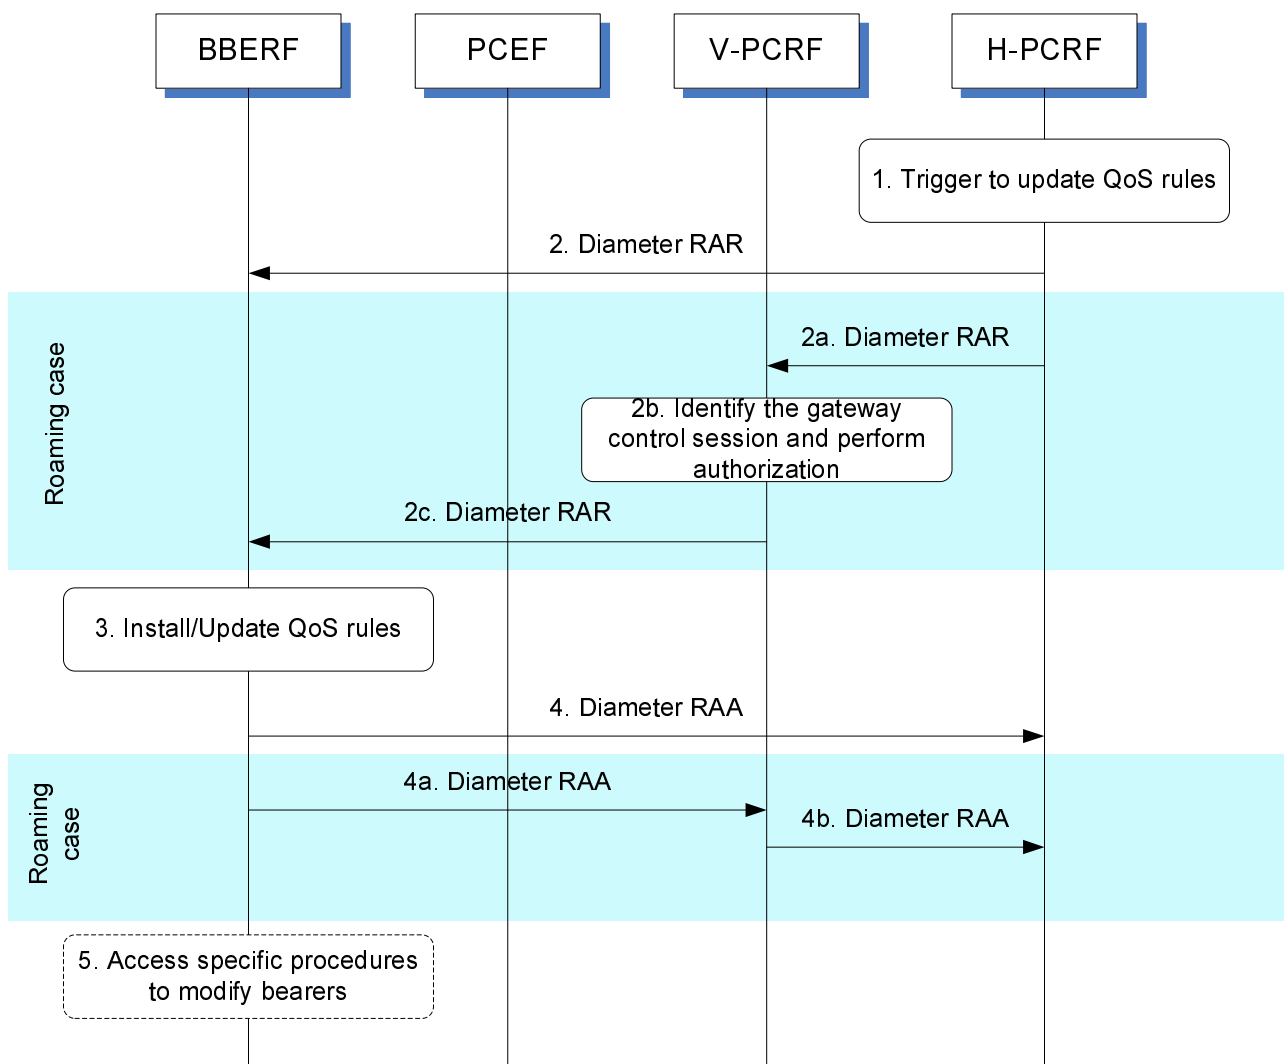 BBERF
PCEF
V-PCRF
H-PCRF
1. Trigger to update QoS rules
2. Diameter RAR
Roaming case
2a. Diameter RAR
2b. Identify the gateway
control session and perform
authorization
2c. Diameter RAR
3. Install/Update QoS rules
4. Diameter RAA
Roaming
case
4a. Diameter RAA
4b. Diameter RAA
5. Access specific procedures
to modify bearers